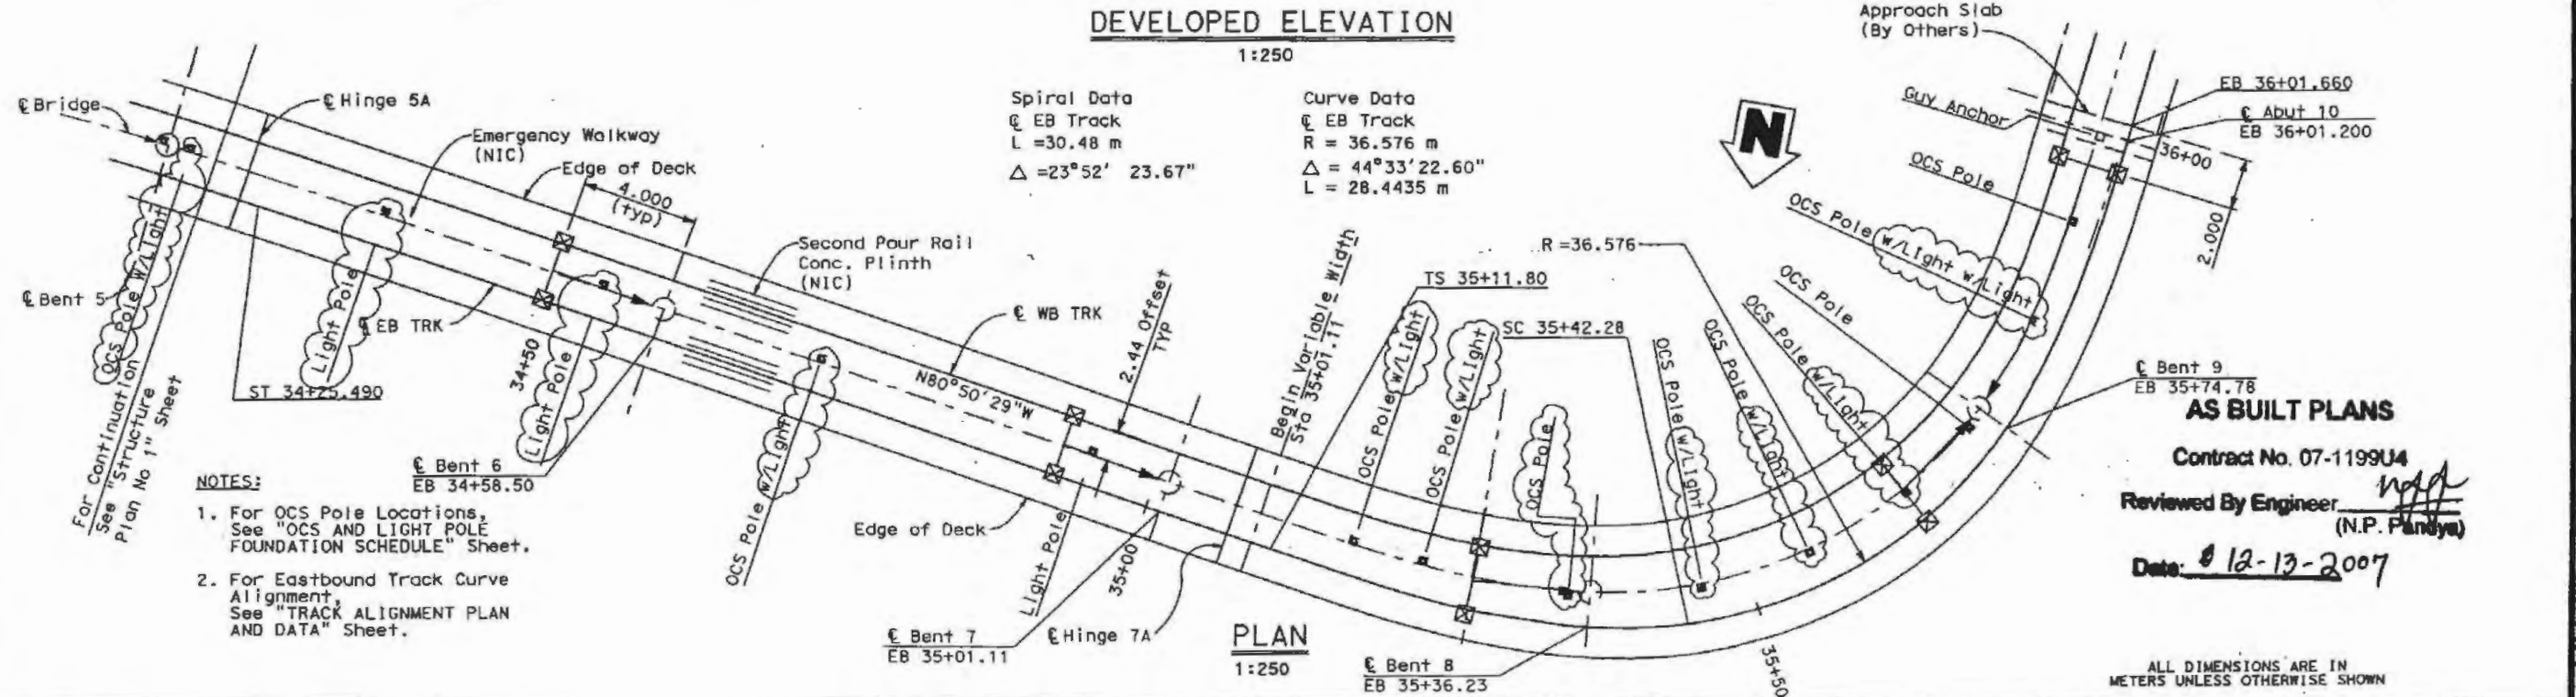 DEVELOPED ELEVATION
1:250
Spiral Data
℄ EB Track
L =30.48 m
△ =23°52' 23.67"
Curve Data
℄ EB Track
R = 36.576 m
△ = 44°33'22.60"
L = 28.4435 m
Approach Slab
(By Others)
EB 36+01.660
℄ Abut 10
EB 36+01.200
Guy Anchor
36+00
OCS Pole
2.000
OCS Pole w/Light w/Light
N
℄ Bridge
℄ Hinge 5A
Emergency Walkway
(NIC)
Edge of Deck
4.000
(typ)
Second Pour Rail
Conc. Plinth
(NIC)
℄ Bent 5
OCS Pole W/Light
Light Pole
℄ EB TRK
34+50
Light Pole
ST 34+25.490
For Continuation
See "Structure
Plan No 1" Sheet
℄ Bent 6
EB 34+58.50
OCS Pole w/Light
N80°50'29"W
℄ WB TRK
2.44 Offset
TYP
Begin Variable Width
Sta 35+01.11
TS 35+11.80
R =36.576
SC 35+42.28
OCS Pole w/Light
OCS Pole w/Light
OCS Pole
OCS Pole w/Light
OCS Pole w/Light
OCS Pole w/Light
OCS Pole
℄ Bent 9
EB 35+74.78
Edge of Deck
Light Pole
35+00
℄ Bent 7
EB 35+01.11
℄ Hinge 7A
PLAN
1:250
℄ Bent 8
EB 35+36.23
35+50
NOTES:
1. For OCS Pole Locations,
See "OCS AND LIGHT POLE
FOUNDATION SCHEDULE" Sheet.
2. For Eastbound Track Curve
Alignment,
See "TRACK ALIGNMENT PLAN
AND DATA" Sheet.
AS BUILT PLANS
Contract No. 07-1199U4
Reviewed By Engineer
(N.P. Pandya)
Date: 12-13-2007
ALL DIMENSIONS ARE IN
METERS UNLESS OTHERWISE SHOWN